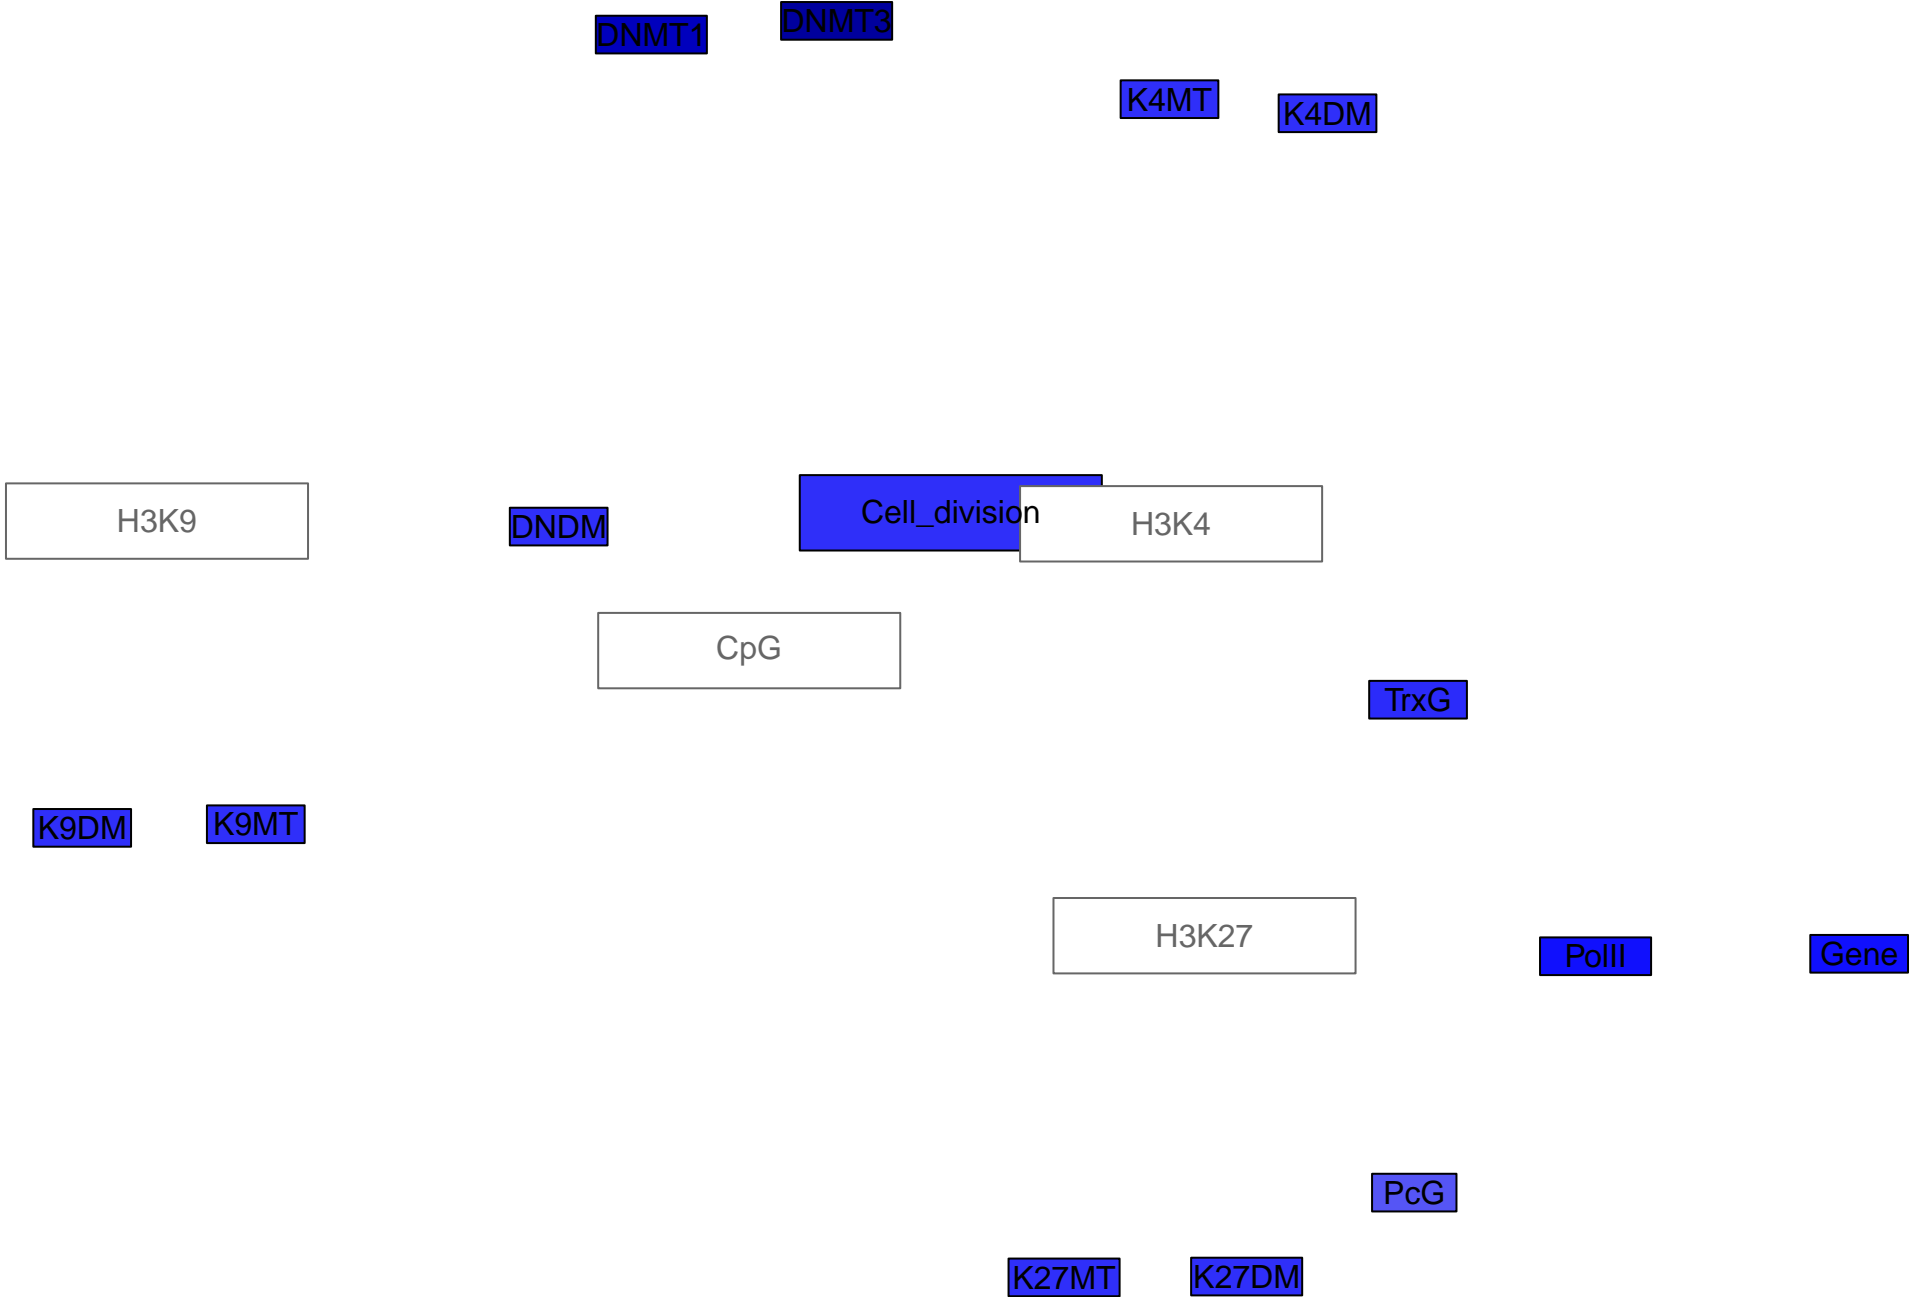 DNMT1
DNMT3
K4MT
K4DM
H3K9
DNDM
Cell_division
H3K4
CpG
TrxG
K9DM
K9MT
H3K27
PolII
Gene
PcG
K27MT
K27DM